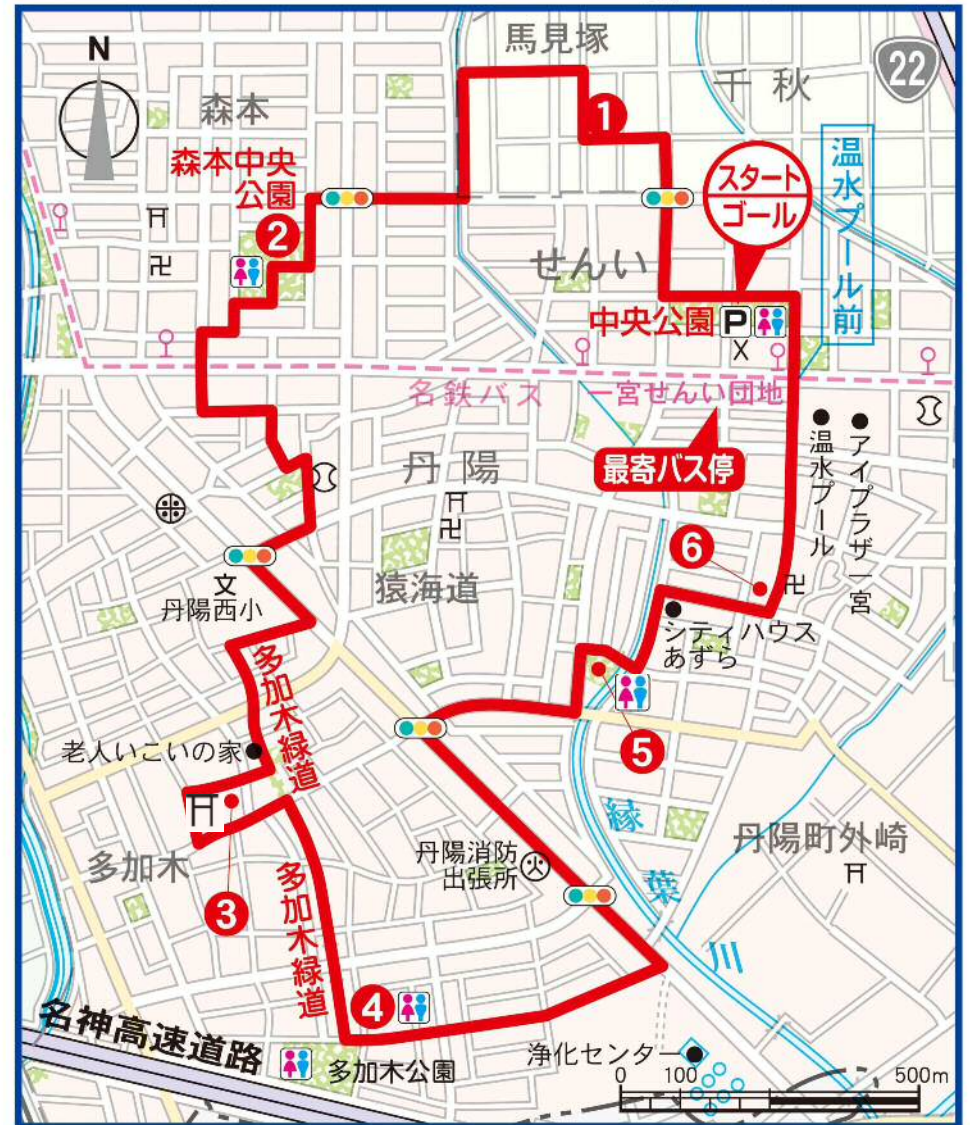 馬見塚
22
N
千秋
森本
1
森本中央
公園
スタート
ゴール
温水プール前
2
せんい
中央公園
P
X
名鉄バス
一宮せんい団地
最寄バス停
丹陽
温水プール
アイプラザ一宮
6
文
丹陽西小
猿海道
シティハウス
あずら
多加木緑道
5
老人いこいの家
縁葉川
丹陽町外崎
丹陽消防
出張所
火
多加木
3
多加木緑道
4
名神高速道路
多加木公園
浄化センター
0 100 500m